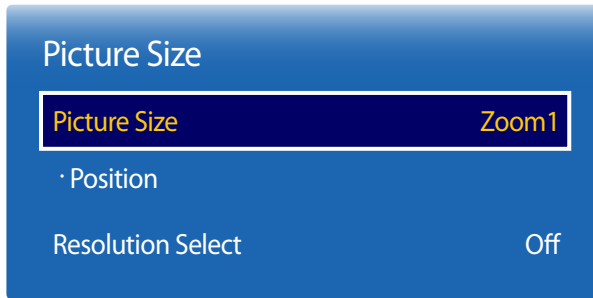 Picture Size
Picture Size Zoom1
· Position
Resolution Select Off